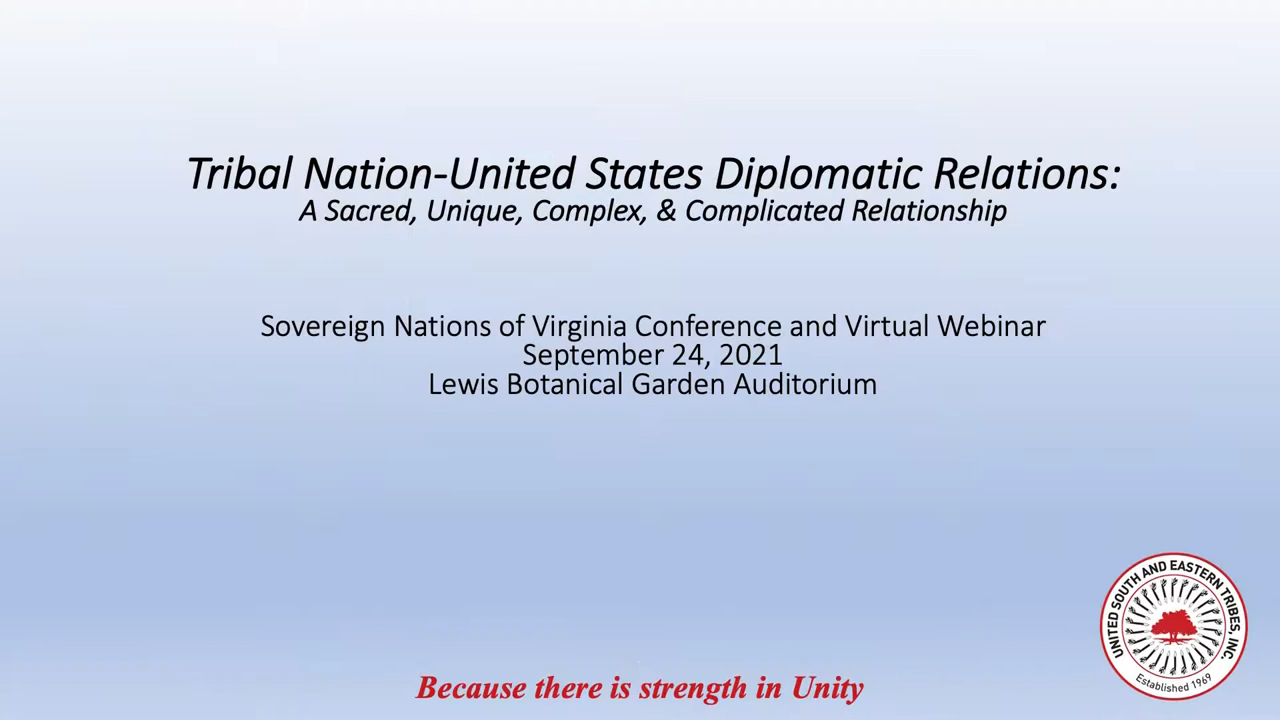 Tribal Nation-United States Diplomatic Relations:
A Sacred, Unique, Complex, & Complicated Relationship
Sovereign Nations of Virginia Conference and Virtual Webinar
September 24, 2021
Lewis Botanical Garden Auditorium
UNITED SOUTH AND EASTERN TRIBES, INC.
Established 1969
Because there is strength in Unity